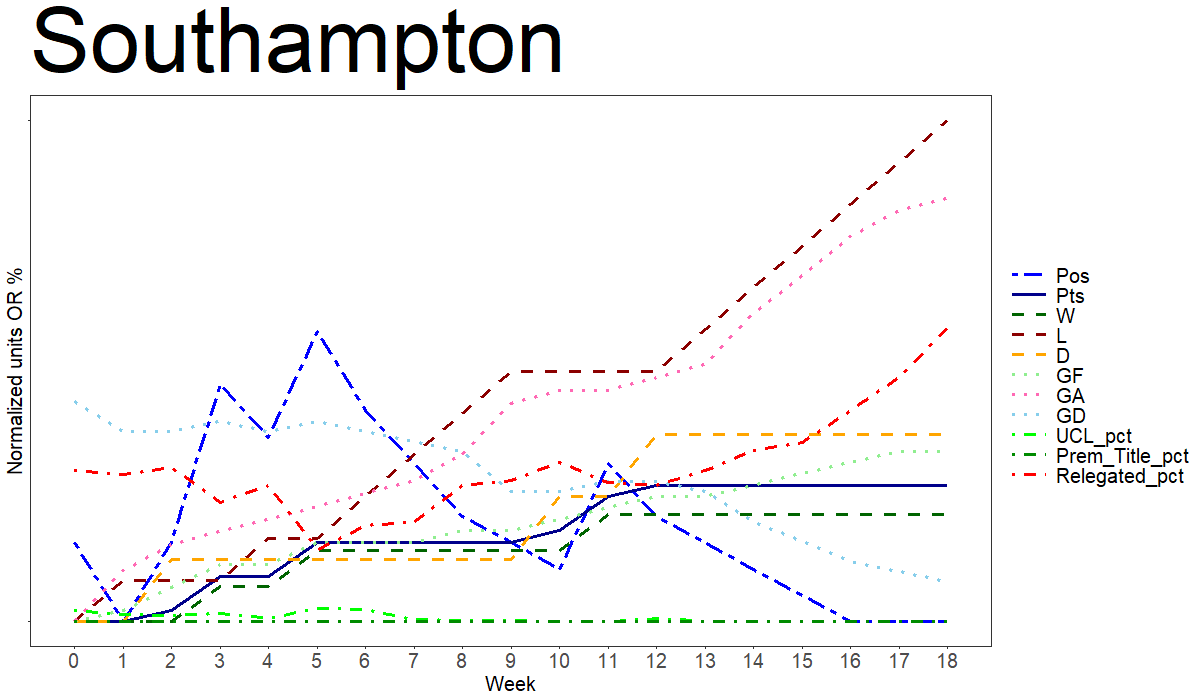 Southampton
Normalized units OR %
0 1 2 3 4 5 6 7 8 9 10 11 12 13 14 15 16 17 18
Week
Pos
Pts
W
L
D
GF
GA
GD
UCL_pct
Prem_Title_pct
Relegated_pct